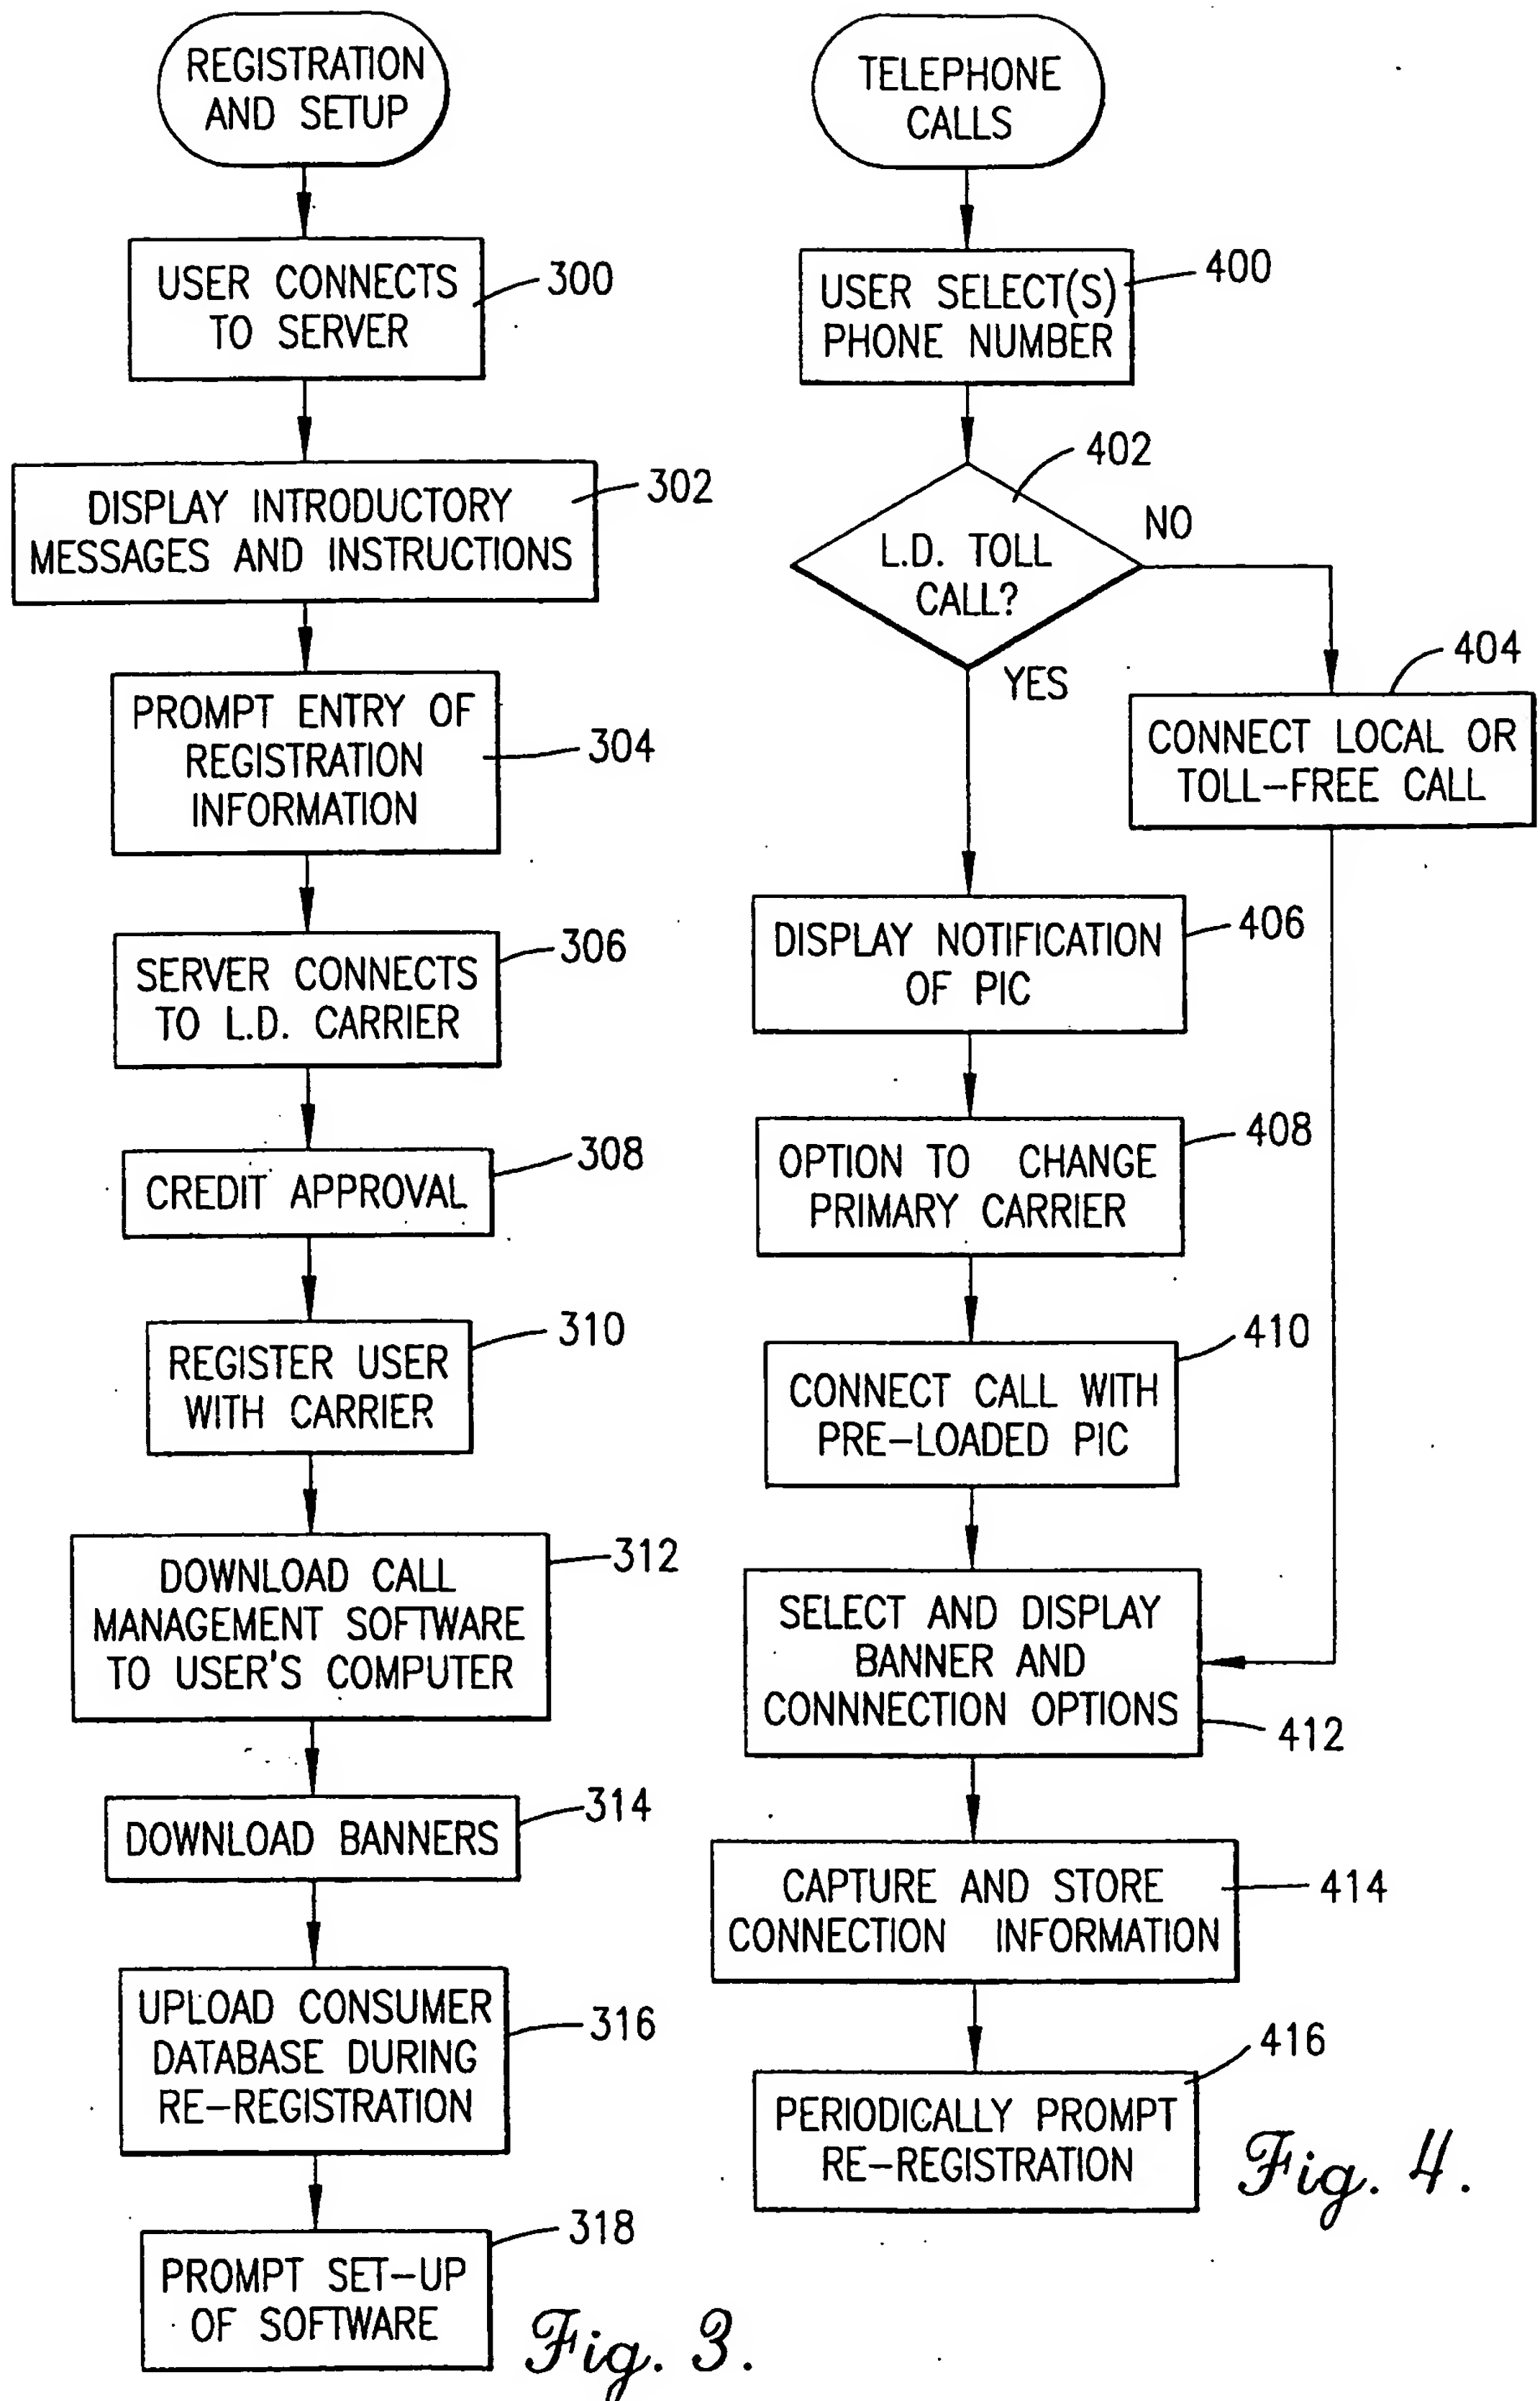 REGISTRATION
AND SETUP
USER CONNECTS
TO SERVER
300
DISPLAY INTRODUCTORY
MESSAGES AND INSTRUCTIONS
302
PROMPT ENTRY OF
REGISTRATION
INFORMATION
304
SERVER CONNECTS
TO L.D. CARRIER
306
CREDIT APPROVAL
308
REGISTER USER
WITH CARRIER
310
DOWNLOAD CALL
MANAGEMENT SOFTWARE
TO USER'S COMPUTER
312
DOWNLOAD BANNERS
314
UPLOAD CONSUMER
DATABASE DURING
RE-REGISTRATION
316
PROMPT SET-UP
OF SOFTWARE
318
Fig. 3.
TELEPHONE
CALLS
USER SELECT(S)
PHONE NUMBER
400
L.D. TOLL
CALL?
402
NO
YES
CONNECT LOCAL OR
TOLL-FREE CALL
404
DISPLAY NOTIFICATION
OF PIC
406
OPTION TO CHANGE
PRIMARY CARRIER
408
CONNECT CALL WITH
PRE-LOADED PIC
410
SELECT AND DISPLAY
BANNER AND
CONNNECTION OPTIONS
412
CAPTURE AND STORE
CONNECTION INFORMATION
414
PERIODICALLY PROMPT
RE-REGISTRATION
416
Fig. 4.